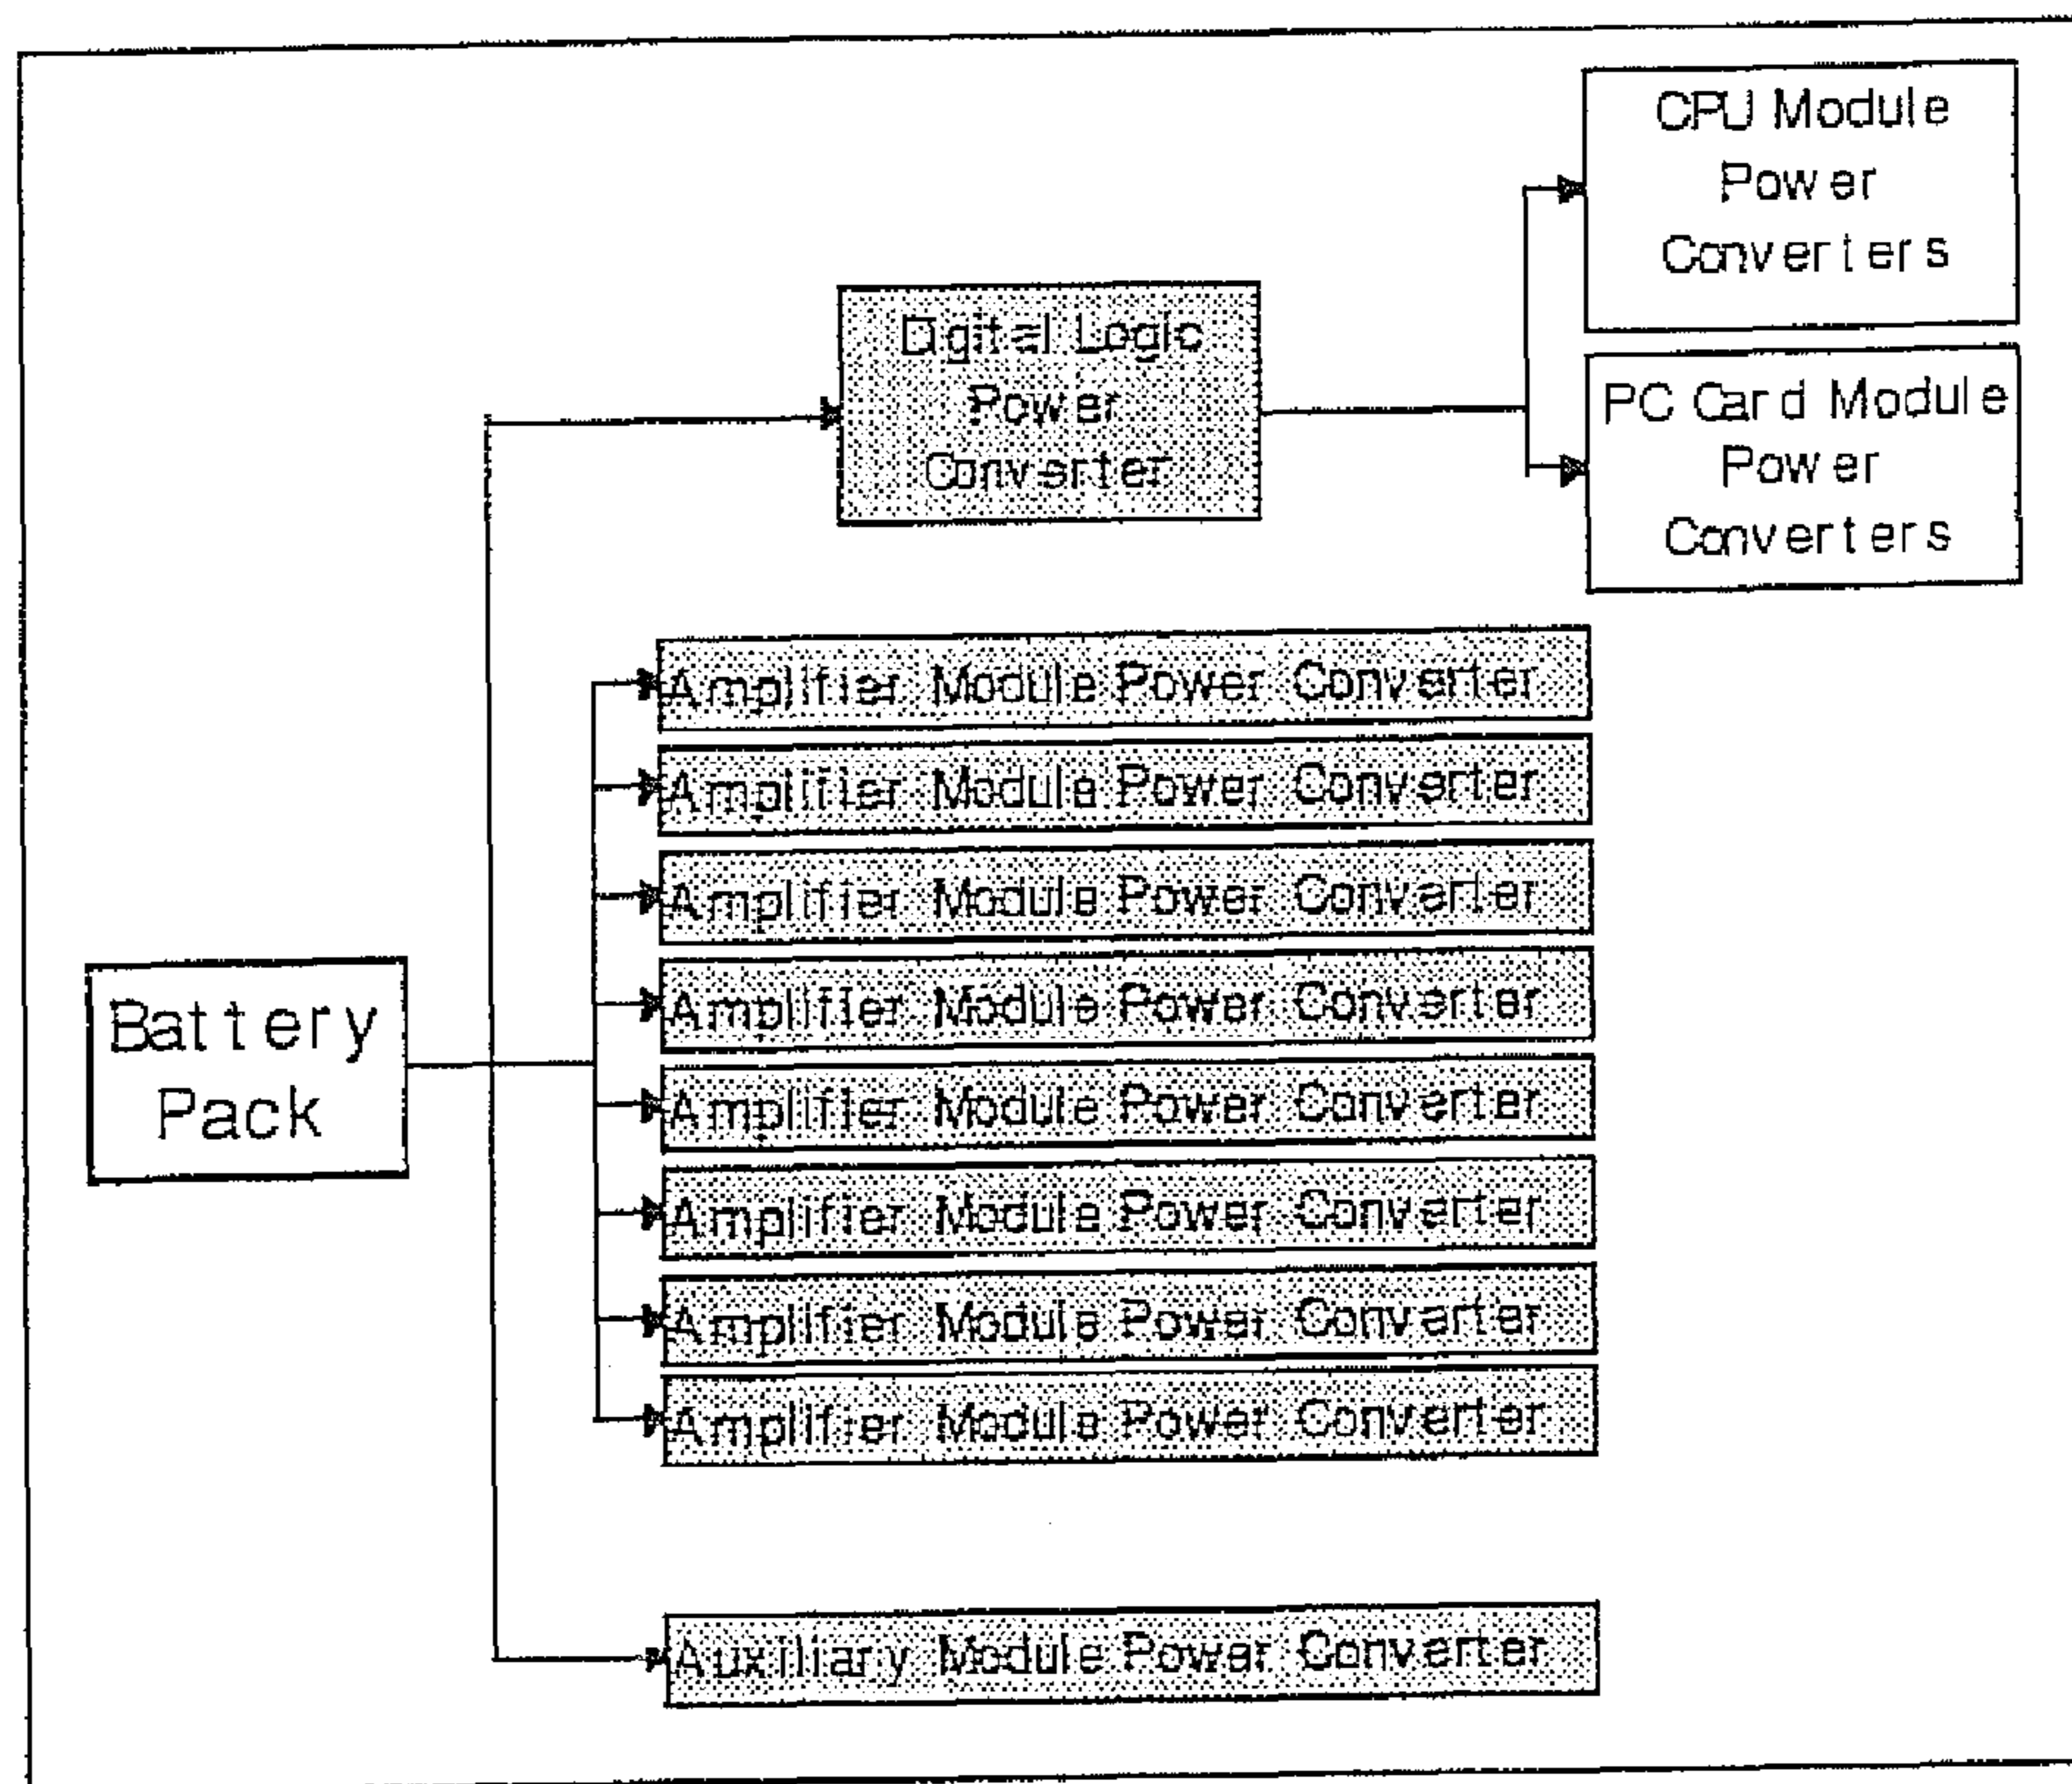 CPU Module
Power
Converters
Digital Logic
Power
Converter
PC Card Module
Power
Converters
Amplifier Module Power Converter
Amplifier Module Power Converter
Amplifier Module Power Converter
Amplifier Module Power Converter
Amplifier Module Power Converter
Amplifier Module Power Converter
Amplifier Module Power Converter
Amplifier Module Power Converter
Battery
Pack
Auxiliary Module Power Converter